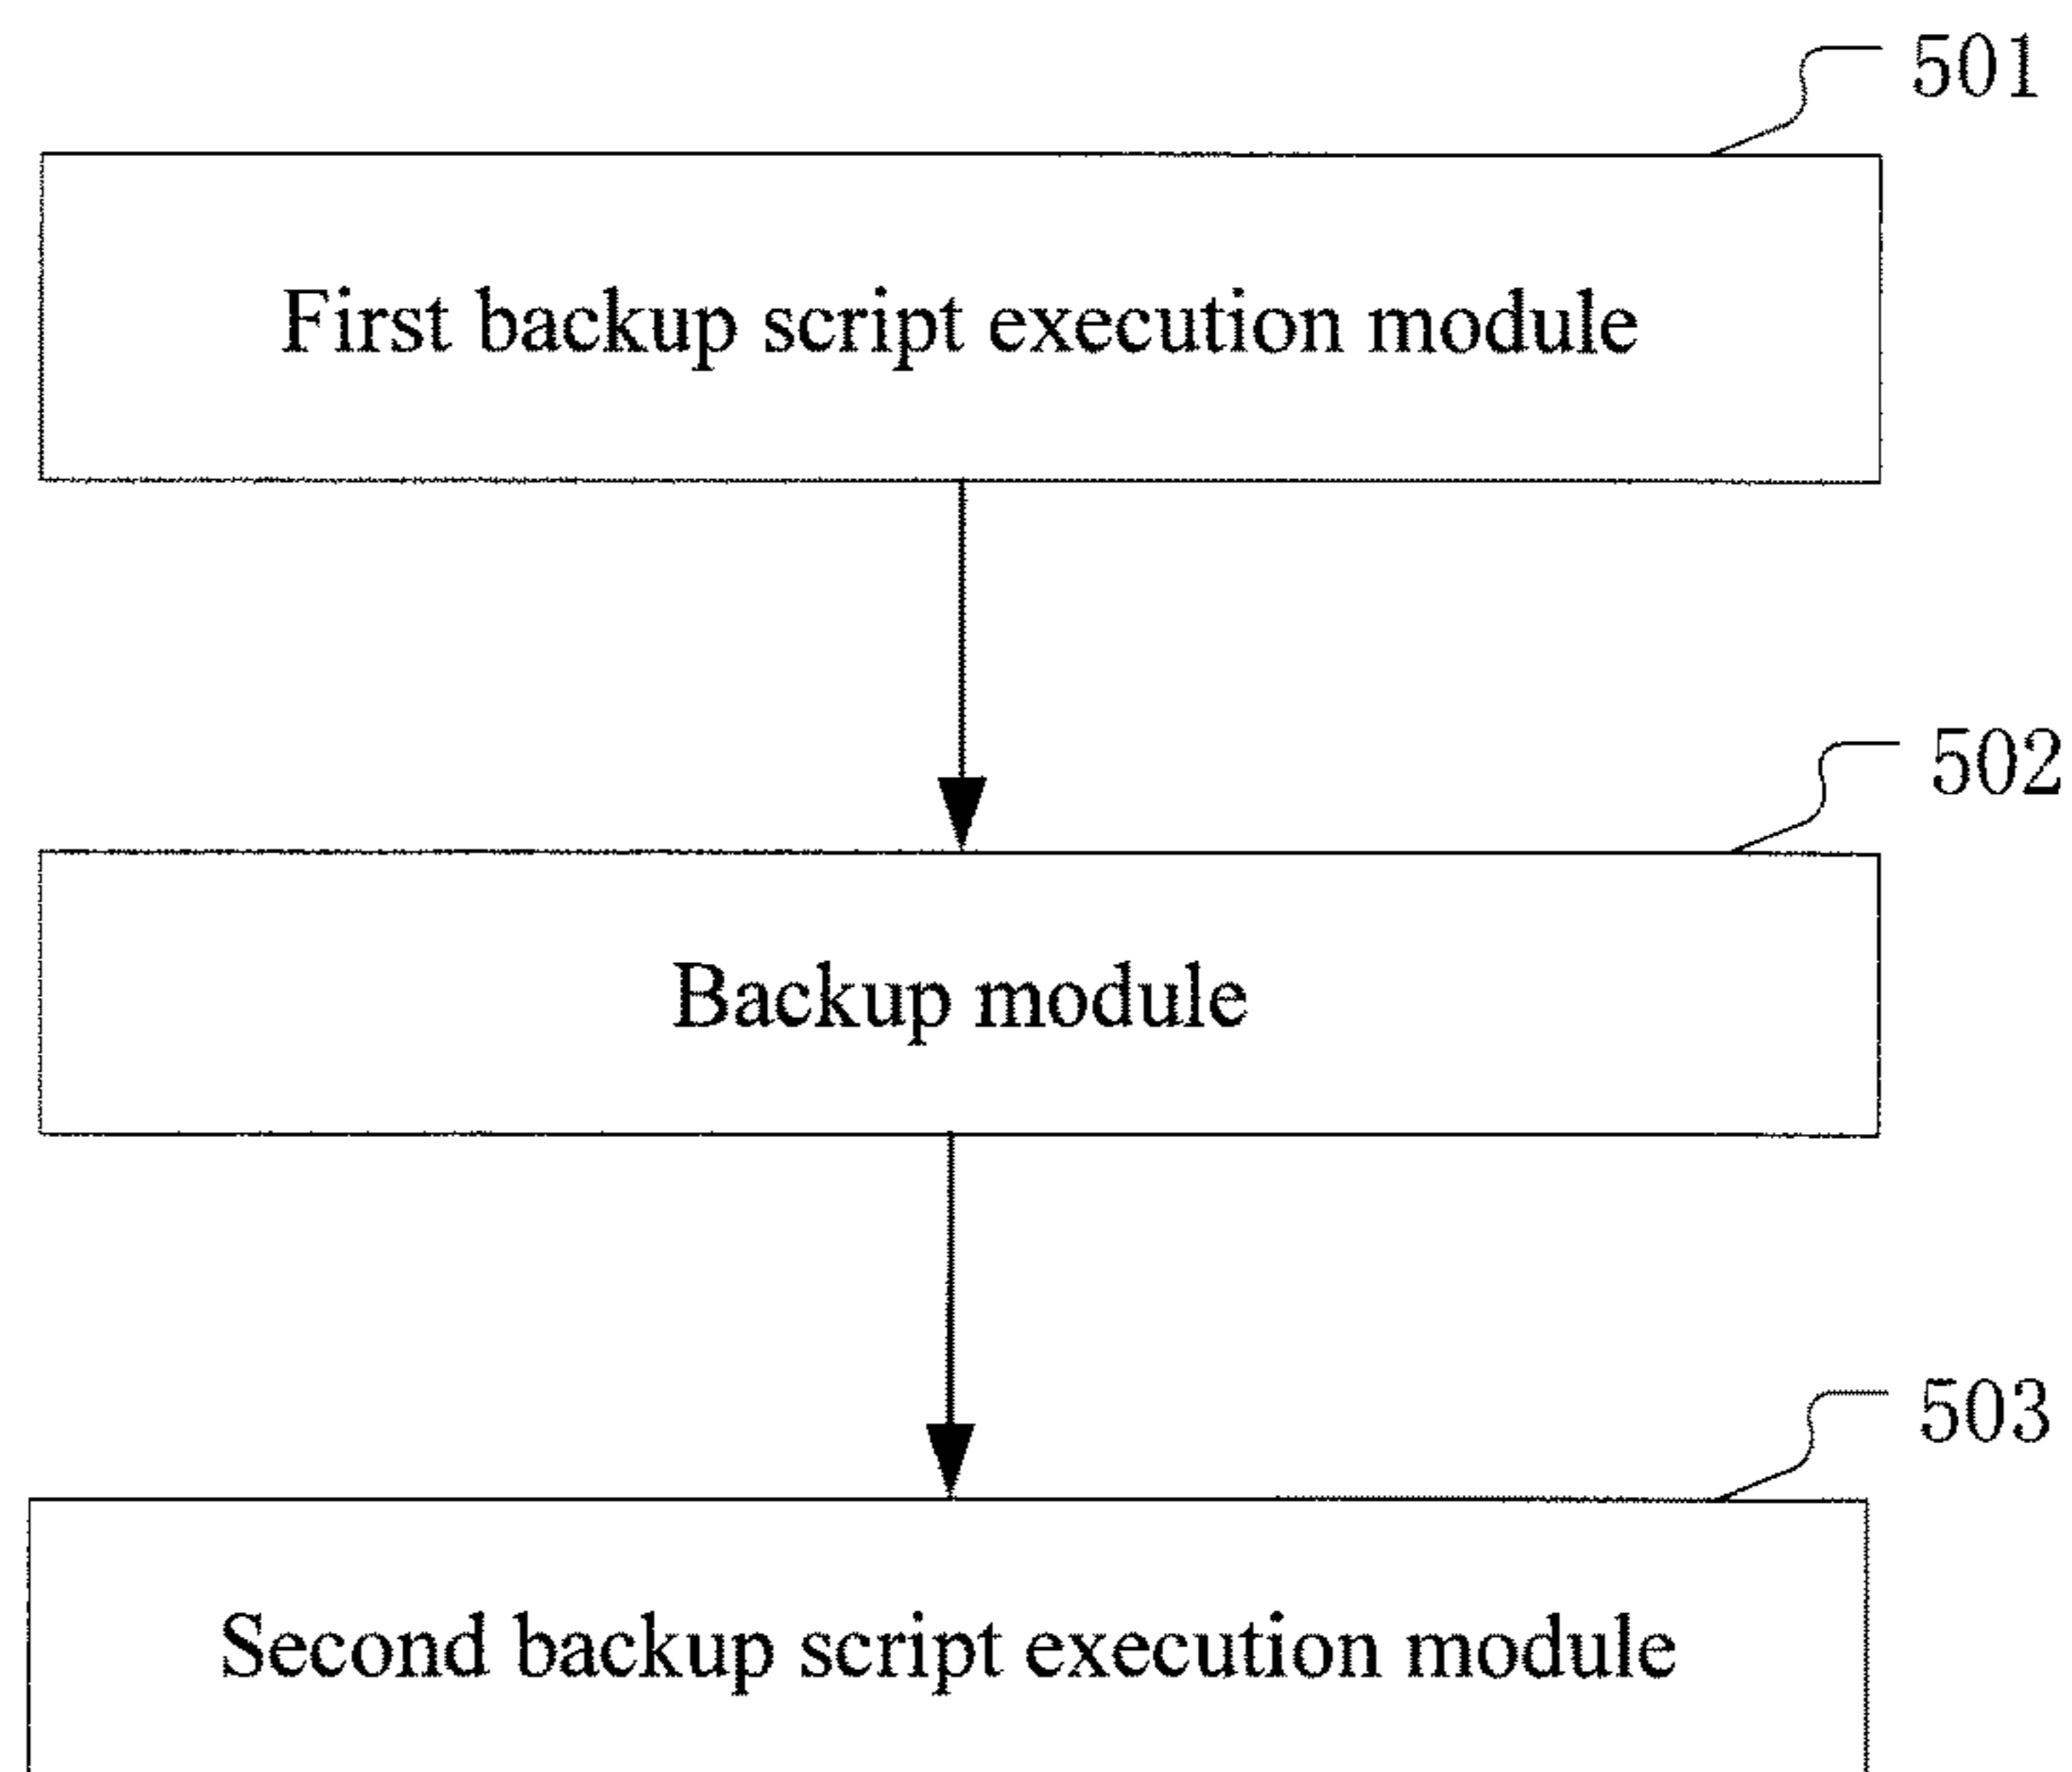 501
First backup script execution module
502
Backup module
503
Second backup script execution module